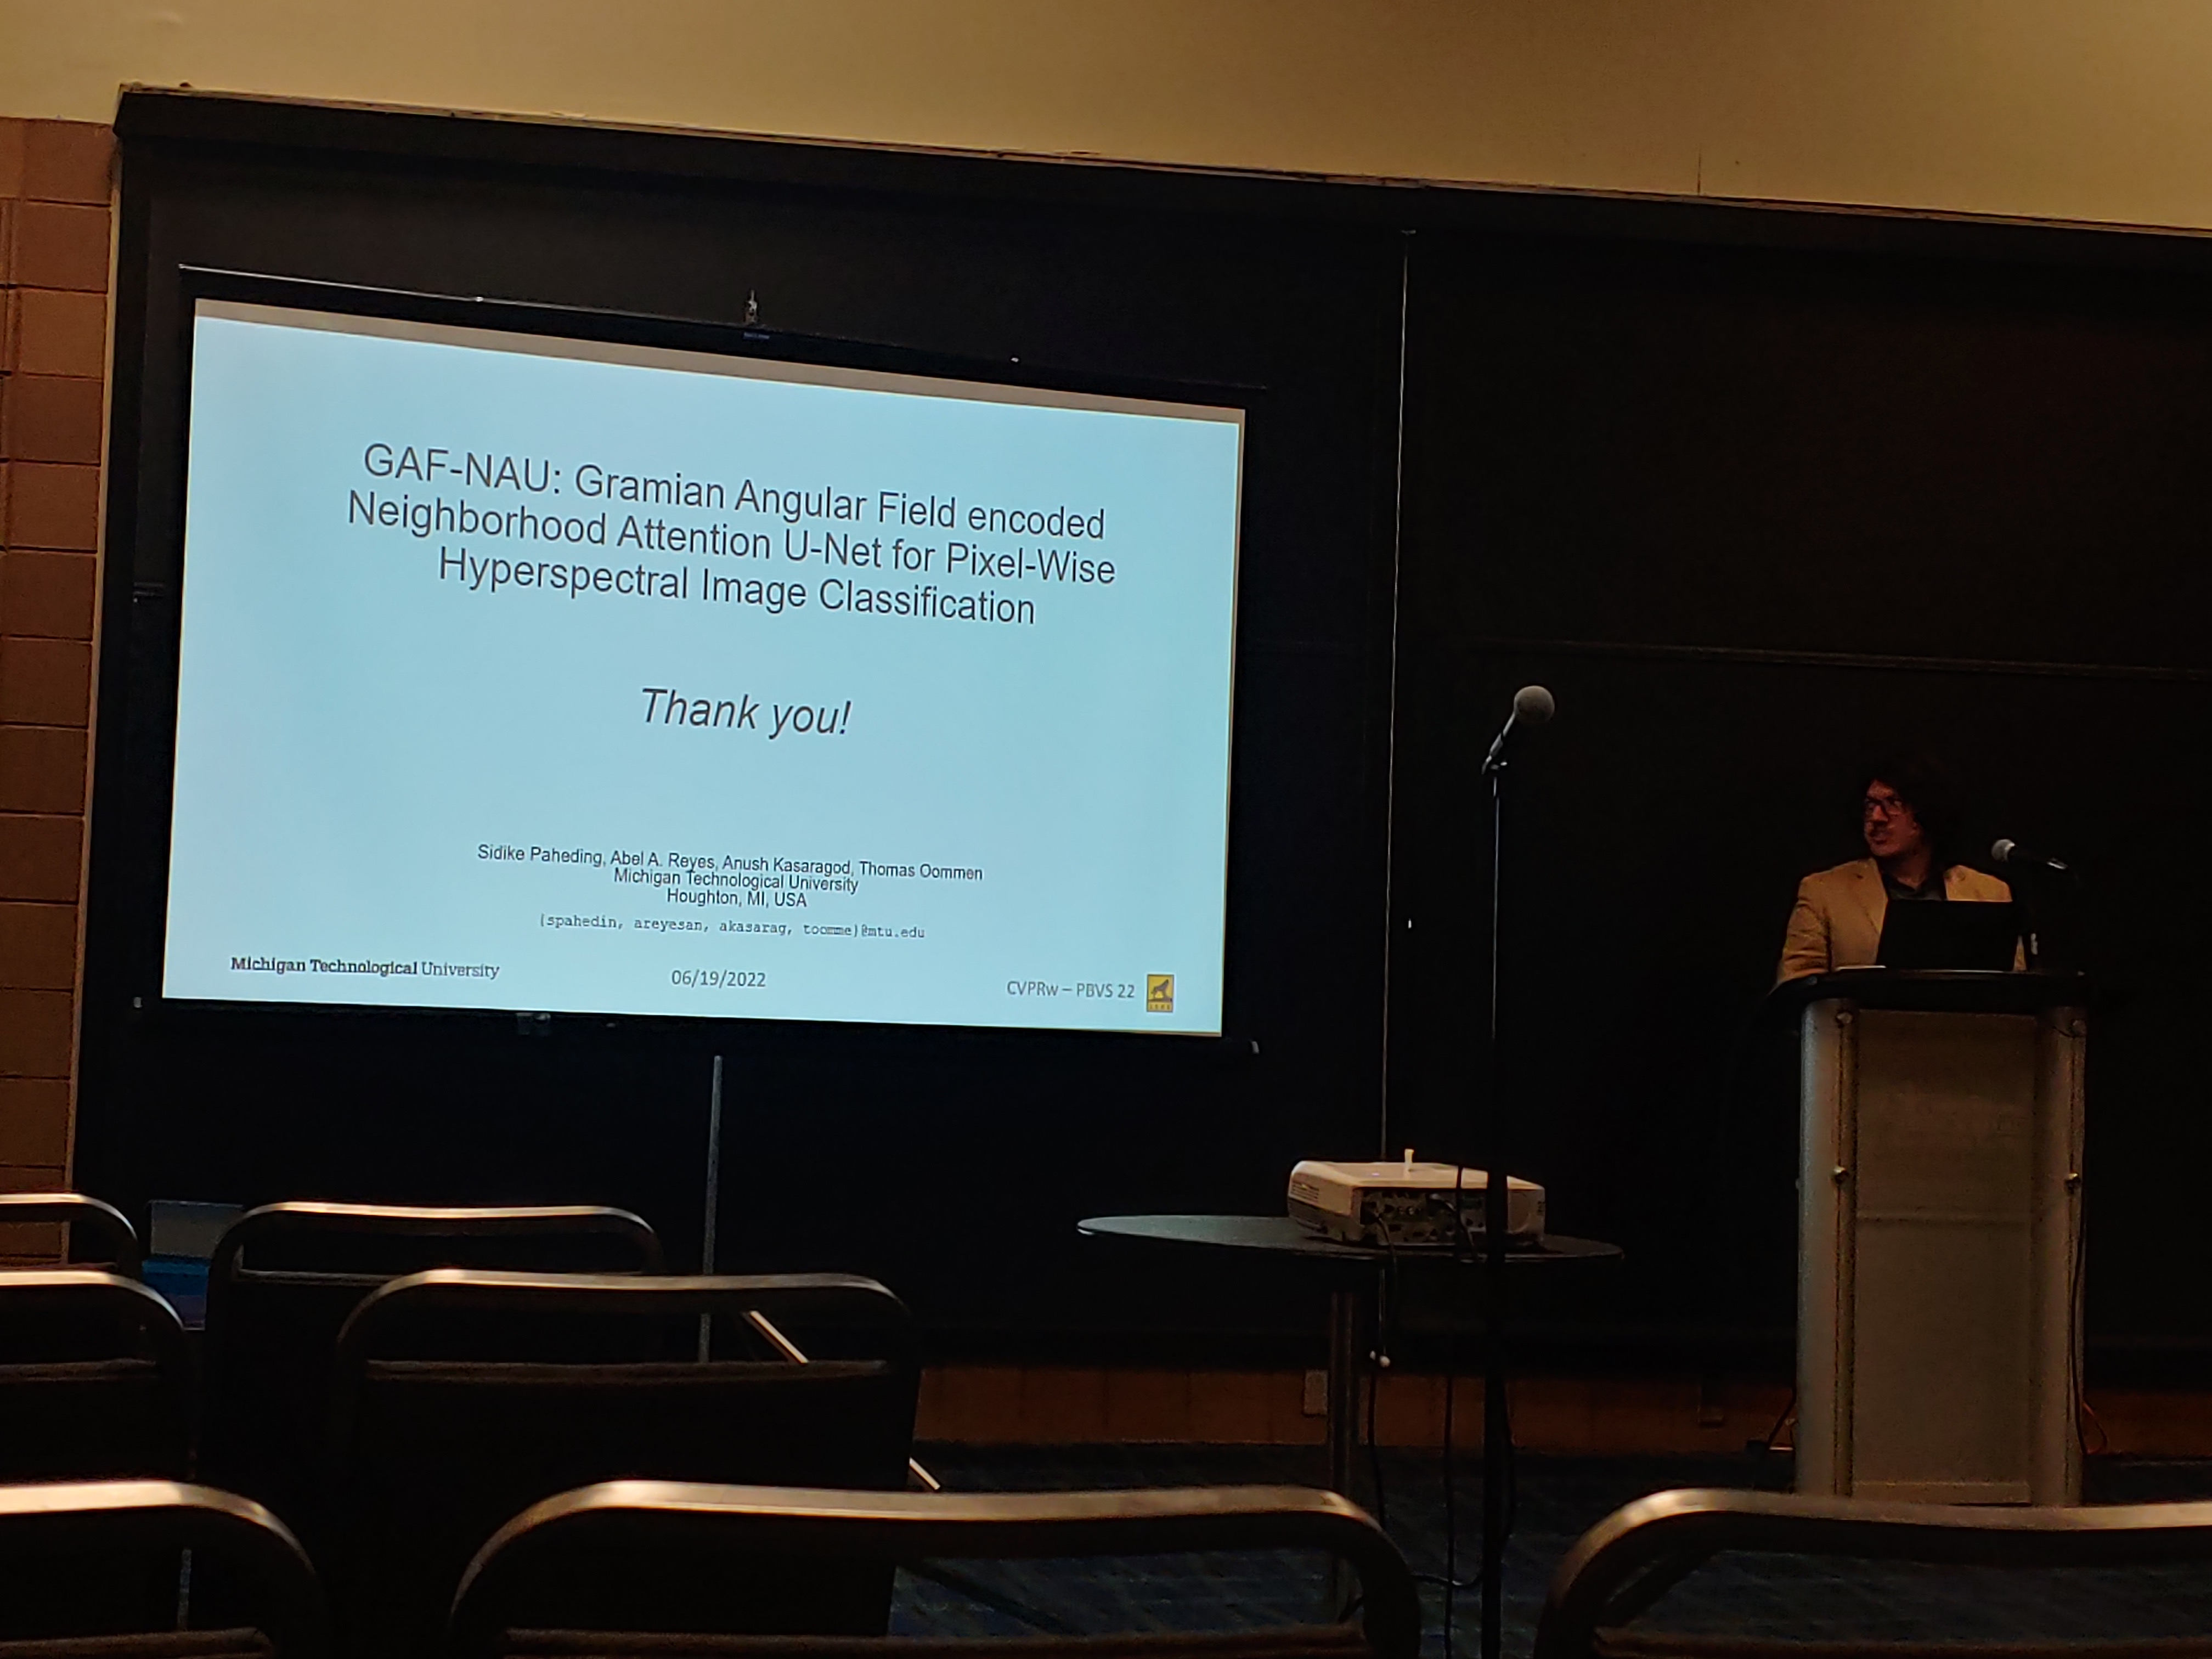 GAF-NAU: Gramian Angular Field encoded
Neighborhood Attention U-Net for Pixel-Wise
Hyperspectral Image Classification
Thank you!
Sidike Paheding, Abel A. Reyes, Anush Kasaragod, Thomas Oommen
Michigan Technological University
Houghton, MI, USA
{spahedin, areyesan, akasarag, toomme}@mtu.edu
Michigan Technological University
06/19/2022
CVPRw – PBVS 22